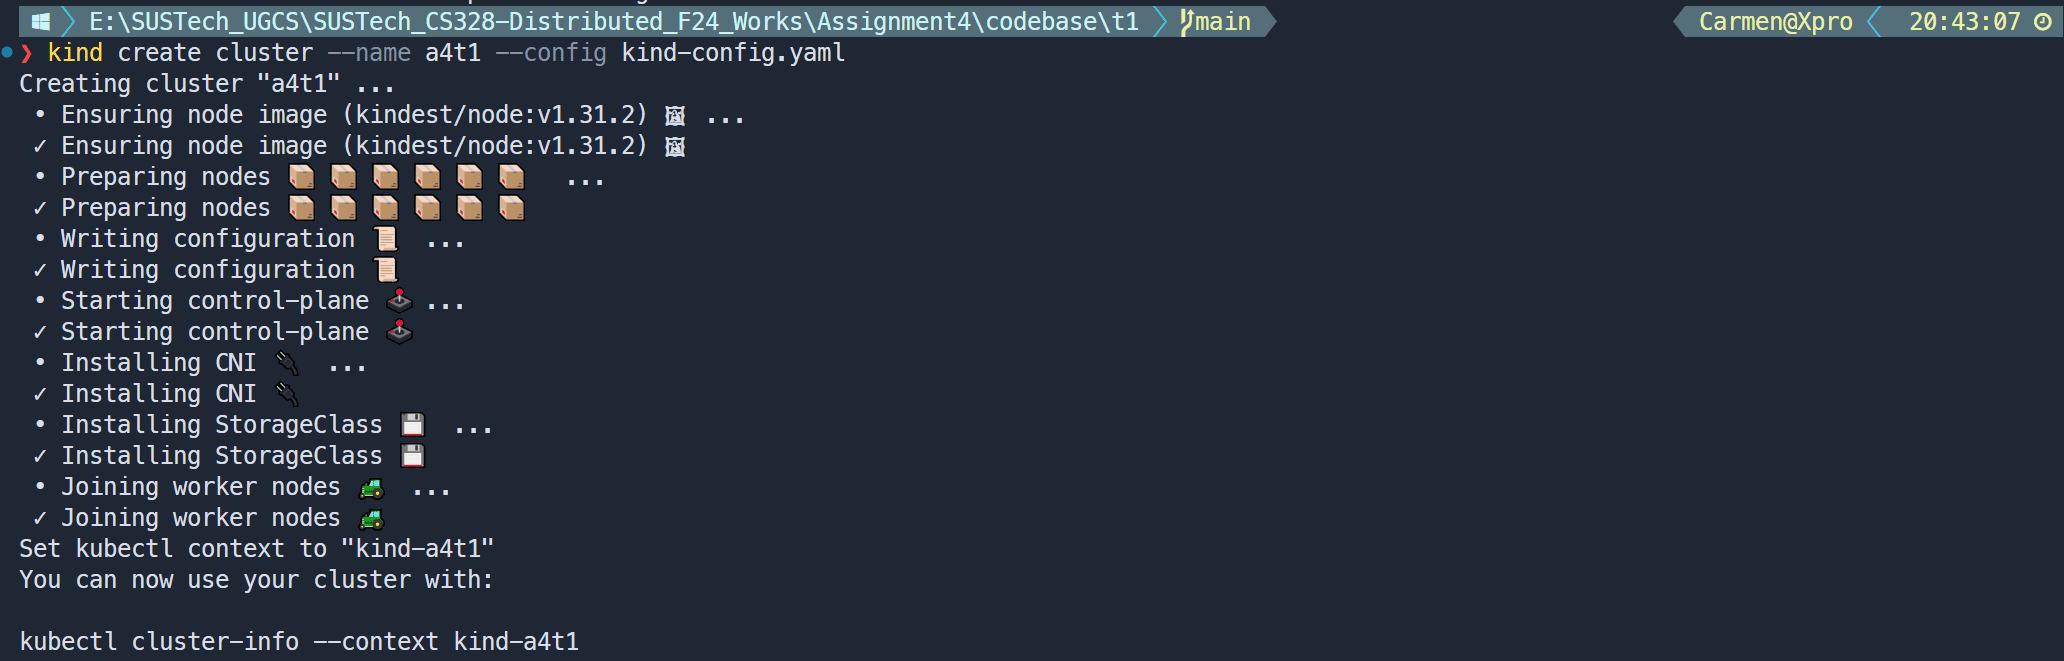 E:\SUSTech_UGCS\SUSTech_CS328-Distributed_F24_Works\Assignment4\codebase\t1 main Carmen@Xpro 20:43:07
❯ kind create cluster --name a4t1 --config kind-config.yaml
Creating cluster "a4t1" ...
• Ensuring node image (kindest/node:v1.31.2) 🖼 ...
✓ Ensuring node image (kindest/node:v1.31.2) 🖼
• Preparing nodes 📦 📦 📦 📦 📦 📦 ...
✓ Preparing nodes 📦 📦 📦 📦 📦 📦
• Writing configuration 📜 ...
✓ Writing configuration 📜
• Starting control-plane 🕹️ ...
✓ Starting control-plane 🕹️
• Installing CNI 🔌 ...
✓ Installing CNI 🔌
• Installing StorageClass 💾 ...
✓ Installing StorageClass 💾
• Joining worker nodes 🚜 ...
✓ Joining worker nodes 🚜
Set kubectl context to "kind-a4t1"
You can now use your cluster with:
kubectl cluster-info --context kind-a4t1